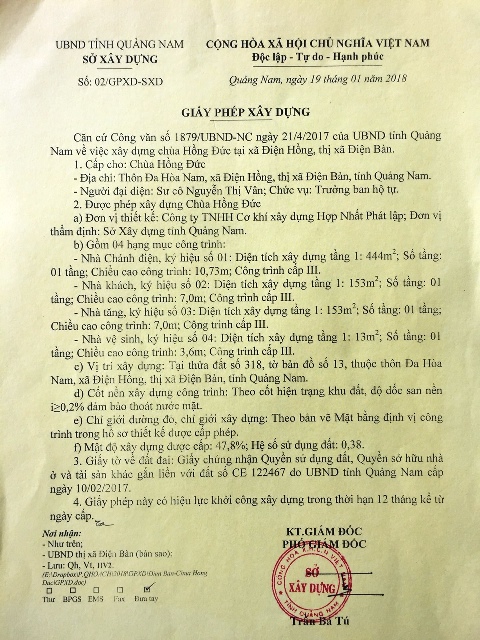 UBND TỈNH QUẢNG NAM
SỞ XÂY DỰNG
Số: 02/GPXD-SXD
CỘNG HÒA XÃ HỘI CHỦ NGHĨA VIỆT NAM
Độc lập - Tự do - Hạnh phúc
Quảng Nam, ngày 19 tháng 01 năm 2018
GIẤY PHÉP XÂY DỰNG
Căn cứ Công văn số 1879/UBND-NC ngày 21/4/2017 của UBND tỉnh Quảng
Nam về việc xây dựng chùa Hồng Đức tại xã Điện Hồng, thị xã Điện Bàn.
1. Cấp cho: Chùa Hồng Đức
- Địa chỉ: Thôn Đa Hòa Nam, xã Điện Hồng, thị xã Điện Bàn, tỉnh Quảng Nam.
- Người đại diện: Sư cô Nguyễn Thị Vân; Chức vụ: Trưởng ban hộ tự.
2. Được phép xây dựng Chùa Hồng Đức
a) Đơn vị thiết kế: Công ty TNHH Cơ khí xây dựng Hợp Nhất Phát lập; Đơn vị
thẩm định: Sở Xây dựng tỉnh Quảng Nam.
b) Gồm 04 hạng mục công trình:
- Nhà Chánh điện, ký hiệu số 01: Diện tích xây dựng tầng 1: 444m²; Số tầng:
01 tầng; Chiều cao công trình: 10,73m; Công trình cấp III.
- Nhà khách, ký hiệu số 02: Diện tích xây dựng tầng 1: 153m²; Số tầng: 01
tầng; Chiều cao công trình: 7,0m; Công trình cấp III.
- Nhà tăng, ký hiệu số 03: Diện tích xây dựng tầng 1: 153m²; Số tầng: 01 tầng;
Chiều cao công trình: 7,0m; Công trình cấp III.
- Nhà vệ sinh, ký hiệu số 04: Diện tích xây dựng tầng 1: 13m²; Số tầng: 01
tầng; Chiều cao công trình: 3,6m; Công trình cấp III.
c) Vị trí xây dựng: Tại thửa đất số 318, tờ bản đồ số 13, thuộc thôn Đa Hòa
Nam, xã Điện Hồng, thị xã Điện Bàn, tỉnh Quảng Nam.
d) Cốt nền xây dựng công trình: Theo cốt hiện trạng khu đất, độ dốc san nền
i≥0,2% đảm bảo thoát nước mặt.
e) Chỉ giới đường đỏ, chỉ giới xây dựng: Theo bản vẽ Mặt bằng định vị công
trình trong hồ sơ thiết kế được cấp phép.
f) Mật độ xây dựng được cấp: 47,8%; Hệ số sử dụng đất: 0,38.
3. Giấy tờ về đất đai: Giấy chứng nhận Quyền sử dụng đất, Quyền sở hữu nhà
ở và tài sản khác gắn liền với đất số CE 122467 do UBND tỉnh Quảng Nam cấp
ngày 10/02/2017.
4. Giấy phép này có hiệu lực khởi công xây dựng trong thời hạn 12 tháng kể từ
ngày cấp.
Nơi nhận:
- Như trên;
- UBND thị xã Điện Bàn (bản sao);
- Lưu: Qh, Vt, HV2.
Thư BPGS EMS Fax Đưa tay
KT.GIÁM ĐỐC
PHÓ GIÁM ĐỐC
CỘNG HÒA X.H.C.N VIỆT NAM
SỞ
XÂY DỰNG
TỈNH QUẢNG NAM
Trần Bá Tú